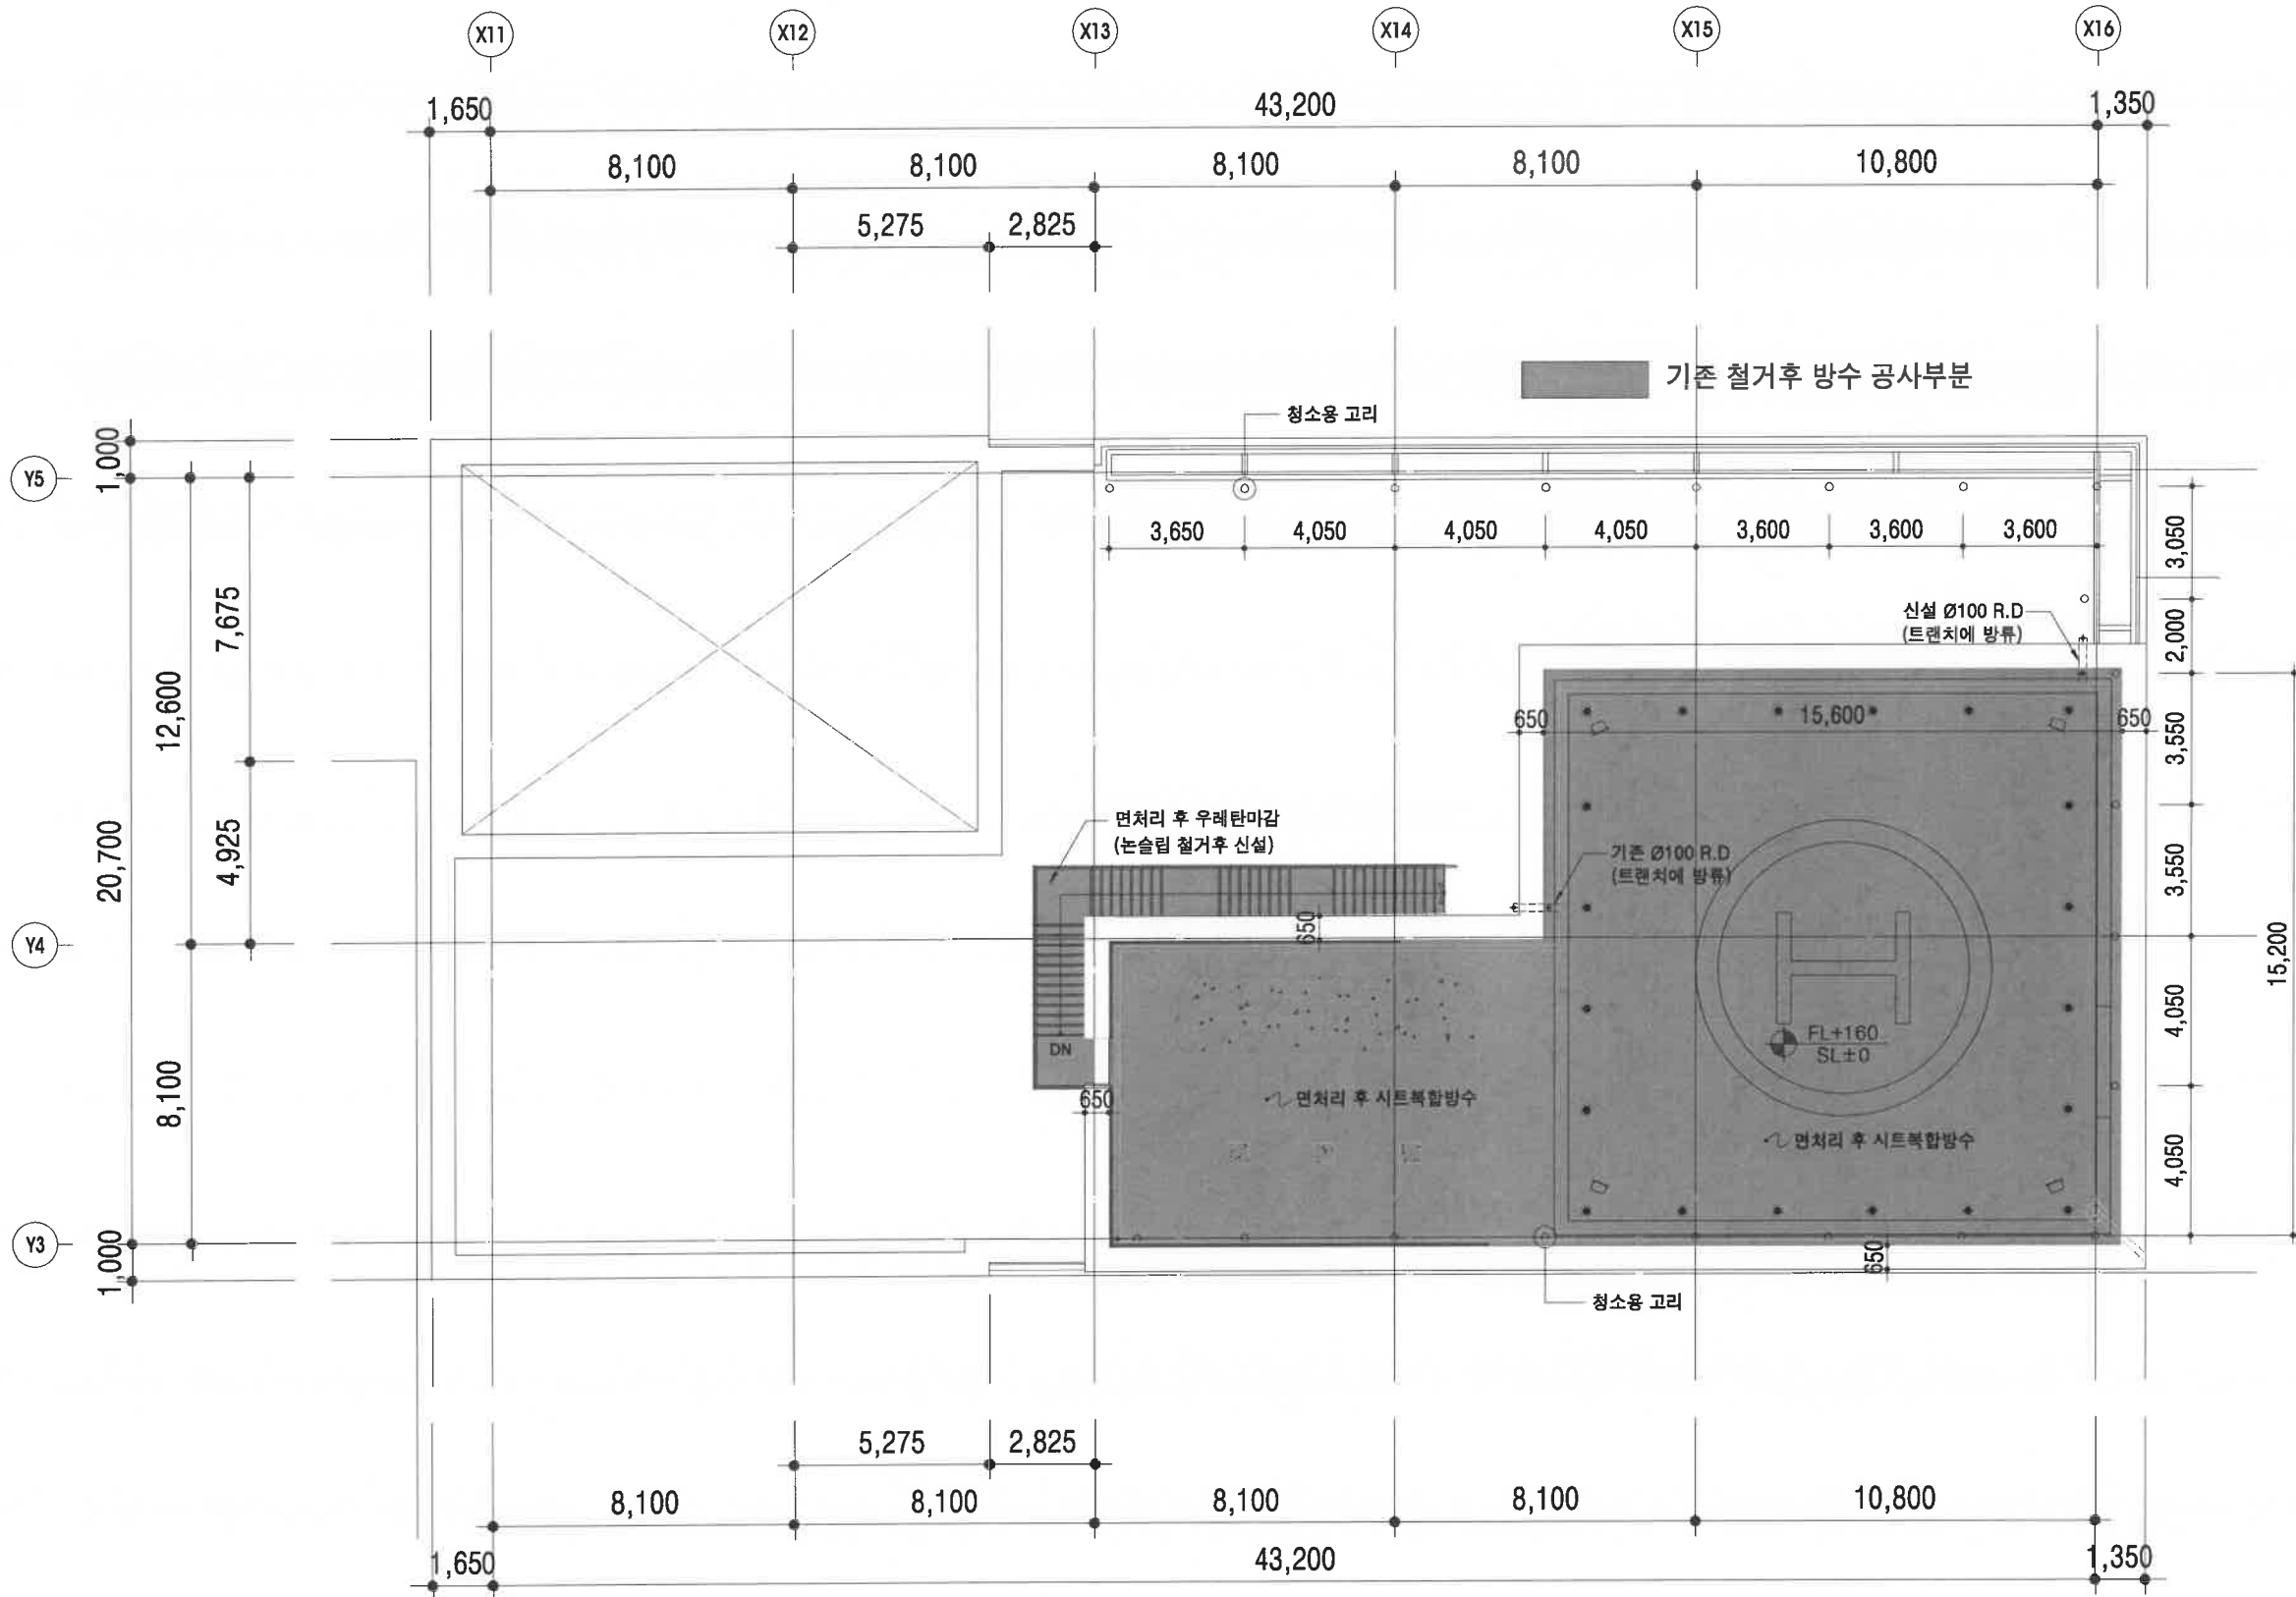 X11
X12
X13
X14
X15
X16
1,650
43,200
1,350
8,100
8,100
8,100
8,100
10,800
5,275
2,825
기존 철거후 방수 공사부분
청소용 고리
1,000
Y5
3,650
4,050
4,050
4,050
3,600
3,600
3,600
3,050
7,675
신설 Ø100 R.D
(트랜치에 방류)
2,000
12,600
650
15,600
650
3,550
면처리 후 우레탄마감
(논슬립 철거후 신설)
20,700
4,925
기존 Ø100 R.D
(트랜치에 방류)
3,550
650
Y4
15,200
4,050
DN
FL+160
SL±0
8,100
650
면처리 후 시트복합방수
면처리 후 시트복합방수
4,050
Y3
1,000
650
청소용 고리
5,275
2,825
8,100
8,100
8,100
8,100
10,800
1,650
43,200
1,350